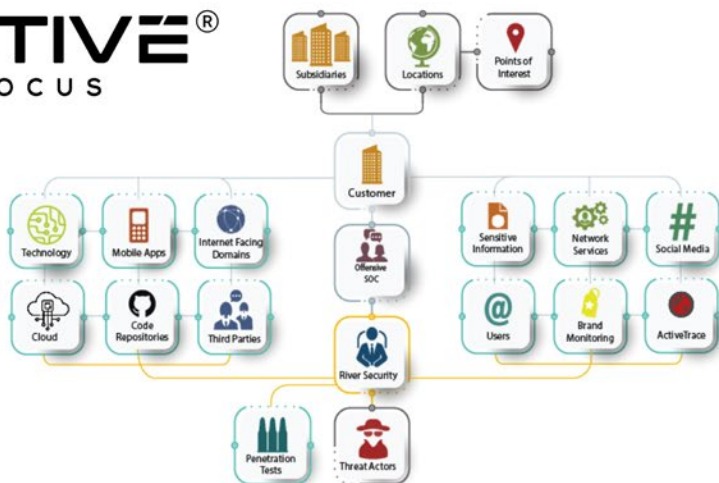 TIVE®
OCUS
Subsidiaries
Locations
Points of
Interest
Customer
Technology
Mobile Apps
Internet Facing
Domains
Offensive
SOC
Sensitive
Information
Network
Services
#
Social Media
Cloud
Code
Repositories
Third Parties
River Security
@
Users
Brand
Monitoring
ActiveTrace
Penetration
Tests
Threat Actors